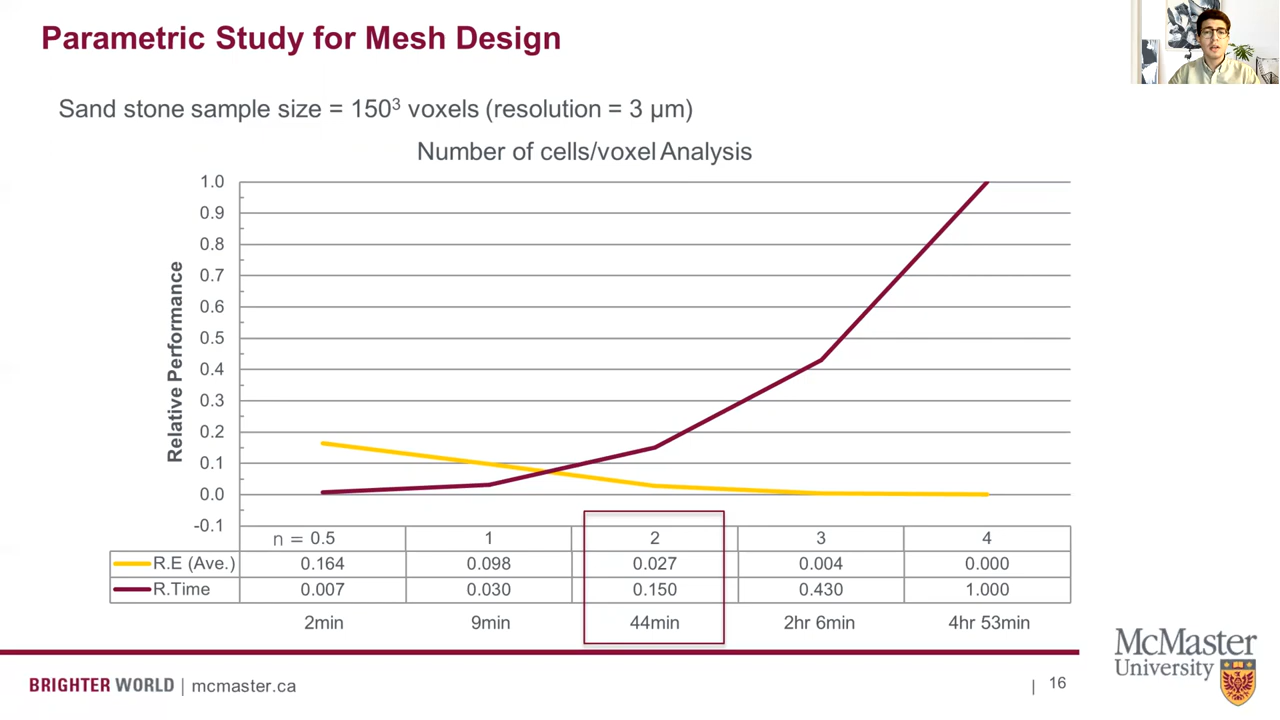 Parametric Study for Mesh Design
Sand stone sample size = 150³ voxels (resolution = 3 µm)
Number of cells/voxel Analysis
Relative Performance
1.0
0.9
0.8
0.7
0.6
0.5
0.4
0.3
0.2
0.1
0.0
-0.1
n = 0.5 1 2 3 4
R.E (Ave.) 0.164 0.098 0.027 0.004 0.000
R.Time 0.007 0.030 0.150 0.430 1.000
2min 9min 44min 2hr 6min 4hr 53min
BRIGHTER WORLD | mcmaster.ca
| 16
McMaster
University